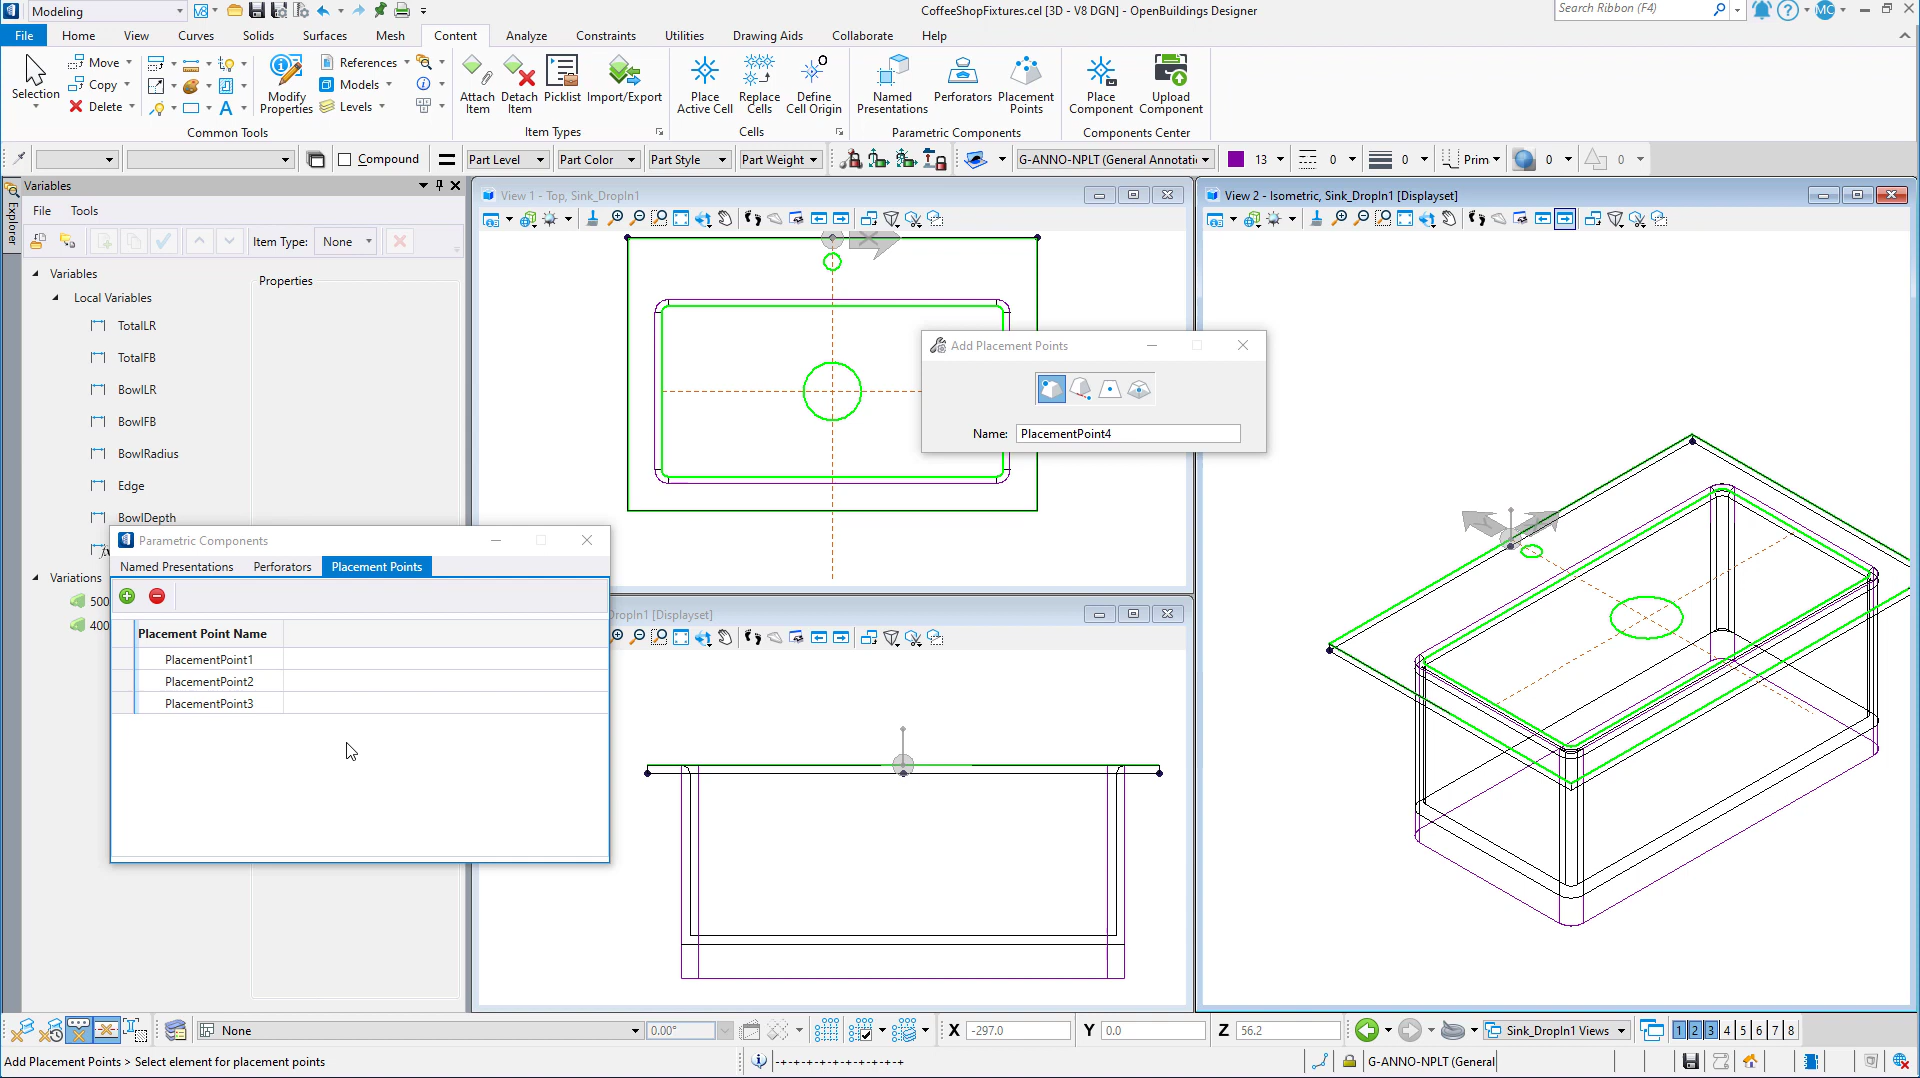 Modeling
CoffeeShopFixtures.cel [3D - V8 DGN] - OpenBuildings Designer
Search Ribbon (F4)
MC
File Home View Curves Solids Surfaces Mesh Content Analyze Constraints Utilities Drawing Aids Collaborate Help
Selection
Move
Copy
Delete
Modify Properties
References
Models
Levels
Common Tools
Attach Item
Detach Item
Picklist
Import/Export
Item Types
Place Active Cell
Replace Cells
Define Cell Origin
Cells
Named Presentations
Perforators
Placement Points
Parametric Components
Place Component
Upload Component
Components Center
Compound
Part Level
Part Color
Part Style
Part Weight
G-ANNO-NPLT (General Annotati
13
0
0
Prim
0
0
Explorer
Variables
File Tools
Item Type: None
Variables
Local Variables
TotalLR
TotalFB
BowlLR
BowlFB
BowlRadius
Edge
BowlDepth
Variations
500
400
Properties
View 1 - Top, Sink_DropIn1
View 2 - Isometric, Sink_DropIn1 [Displayset]
DropIn1 [Displayset]
Add Placement Points
Name: PlacementPoint4
Parametric Components
Named Presentations Perforators Placement Points
Placement Point Name
PlacementPoint1
PlacementPoint2
PlacementPoint3
None
0.00°
X -297.0
Y 0.0
Z 56.2
Sink_DropIn1 Views
1 2 3 4 5 6 7 8
Add Placement Points > Select element for placement points
G-ANNO-NPLT (General